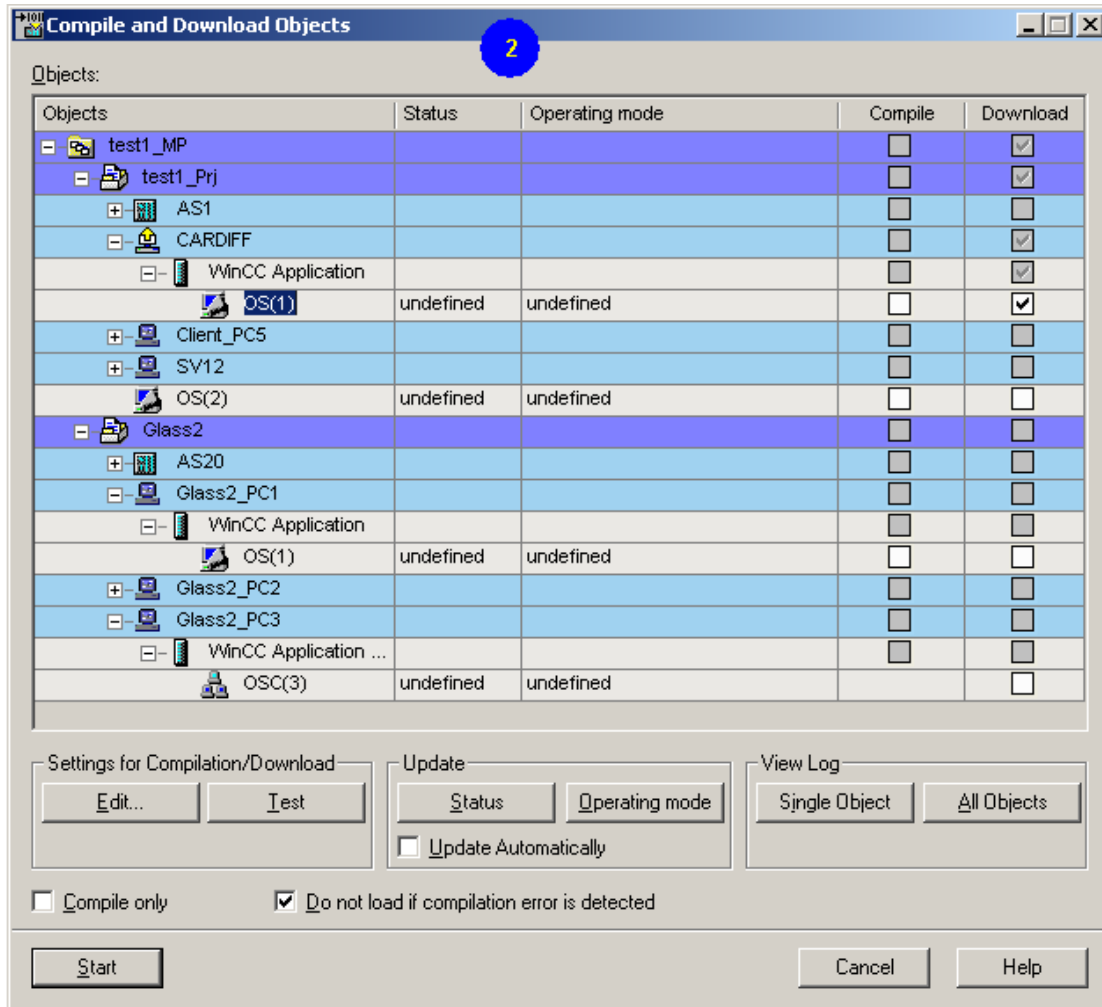 Compile and Download Objects
2
Objects:
Objects Status Operating mode Compile Download
test1_MP
test1_Prj
AS1
CARDIFF
WinCC Application
OS(1) undefined undefined
Client_PC5
SV12
OS(2) undefined undefined
Glass2
AS20
Glass2_PC1
WinCC Application
OS(1) undefined undefined
Glass2_PC2
Glass2_PC3
WinCC Application ...
OSC(3) undefined undefined
Settings for Compilation/Download Update View Log
Edit... Test Status Operating mode Single Object All Objects
Update Automatically
Compile only Do not load if compilation error is detected
Start Cancel Help